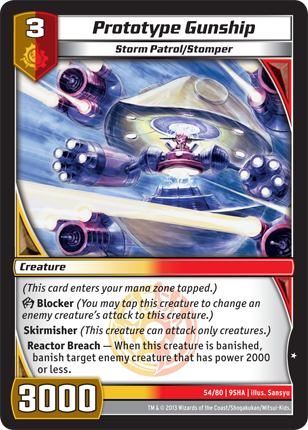 3
Prototype Gunship
Storm Patrol/Stomper
Creature
(This card enters your mana zone tapped.)
Blocker (You may tap this creature to change an
enemy creature's attack to this creature.)
Skirmisher (This creature can attack only creatures.)
Reactor Breach — When this creature is banished,
banish target enemy creature that has power 2000
or less.
3000
54/80 | 9SHA | illus. Sansyu
TM & © 2013 Wizards of the Coast/Shogakukan/Mitsui-Kids.